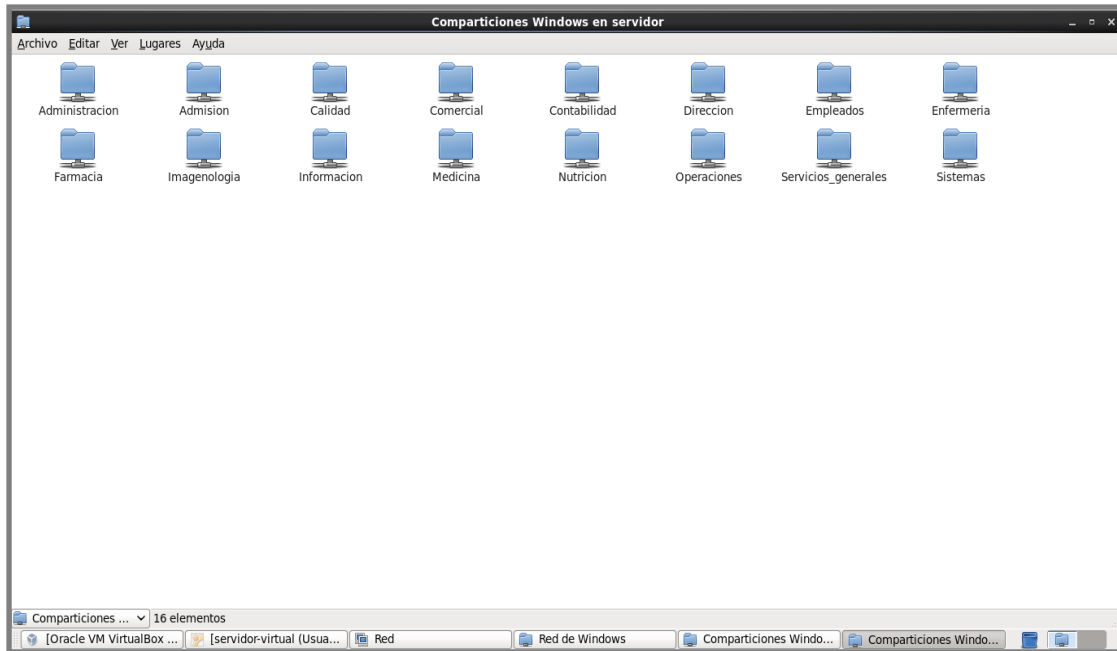 Comparticiones Windows en servidor
Archivo Editar Ver Lugares Ayuda
Administracion Admision Calidad Comercial Contabilidad Direccion Empleados Enfermeria
Farmacia Imagenologia Informacion Medicina Nutricion Operaciones Servicios_generales Sistemas
Comparticiones ... 16 elementos
[Oracle VM VirtualBox ... [servidor-virtual (Usua... Red Red de Windows Comparticiones Windo... Comparticiones Windo...